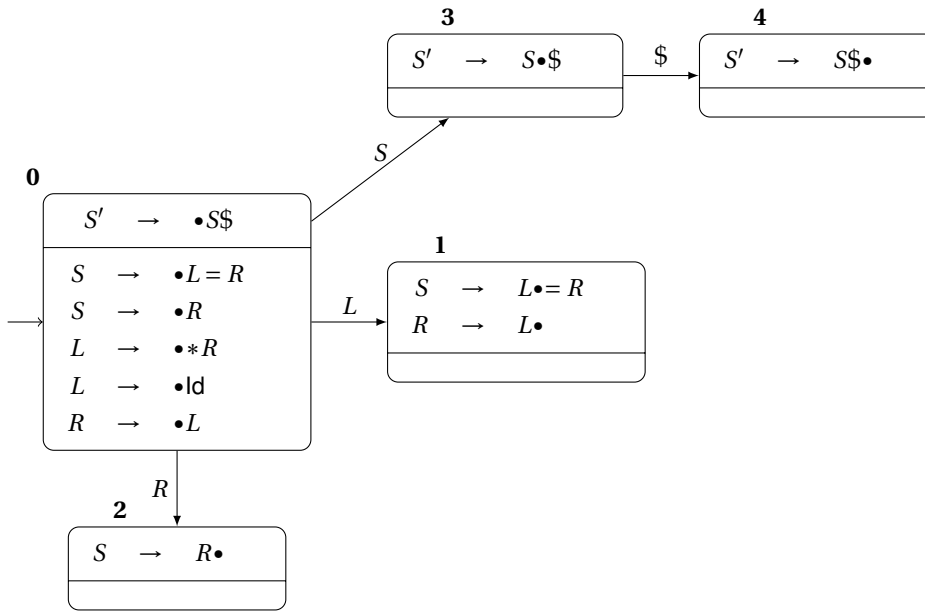 3
S′ → S•$
$
4
S′ → S$•
S
0
S′ → •S$
S → •L = R
S → •R
L → •∗R
L → •Id
R → •L
L
1
S → L•= R
R → L•
R
2
S → R•